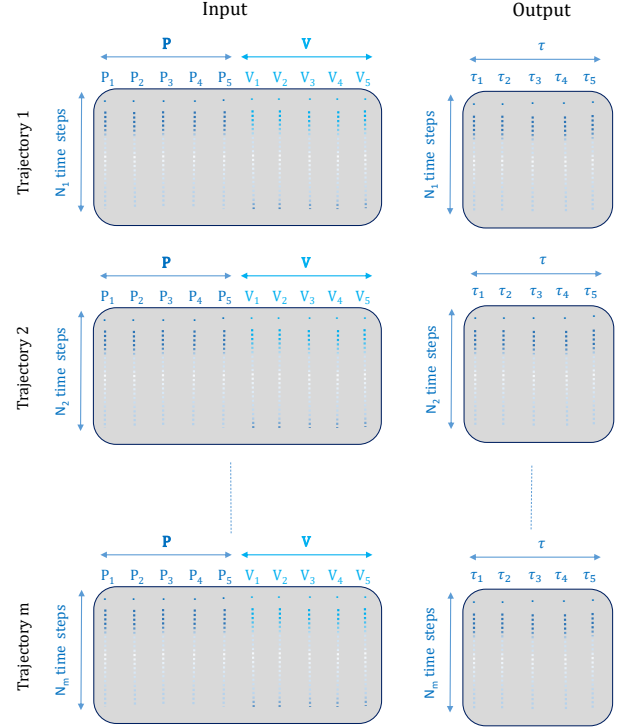 Input Output
P V τ
P₁ P₂ P₃ P₄ P₅ V₁ V₂ V₃ V₄ V₅ τ₁ τ₂ τ₃ τ₄ τ₅
Trajectory 1
N₁ time steps
N₁ time steps
P V τ
P₁ P₂ P₃ P₄ P₅ V₁ V₂ V₃ V₄ V₅ τ₁ τ₂ τ₃ τ₄ τ₅
Trajectory 2
N₂ time steps
N₂ time steps
P V τ
P₁ P₂ P₃ P₄ P₅ V₁ V₂ V₃ V₄ V₅ τ₁ τ₂ τ₃ τ₄ τ₅
Trajectory m
Nₘ time steps
Nₘ time steps